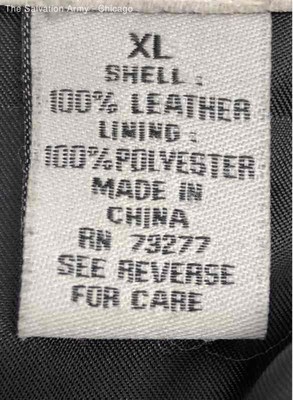 The Salvation Army - Chicago
XL
SHELL:
100% LEATHER
LINING:
100% POLYESTER
MADE IN
CHINA
RN 73277
SEE REVERSE
FOR CARE